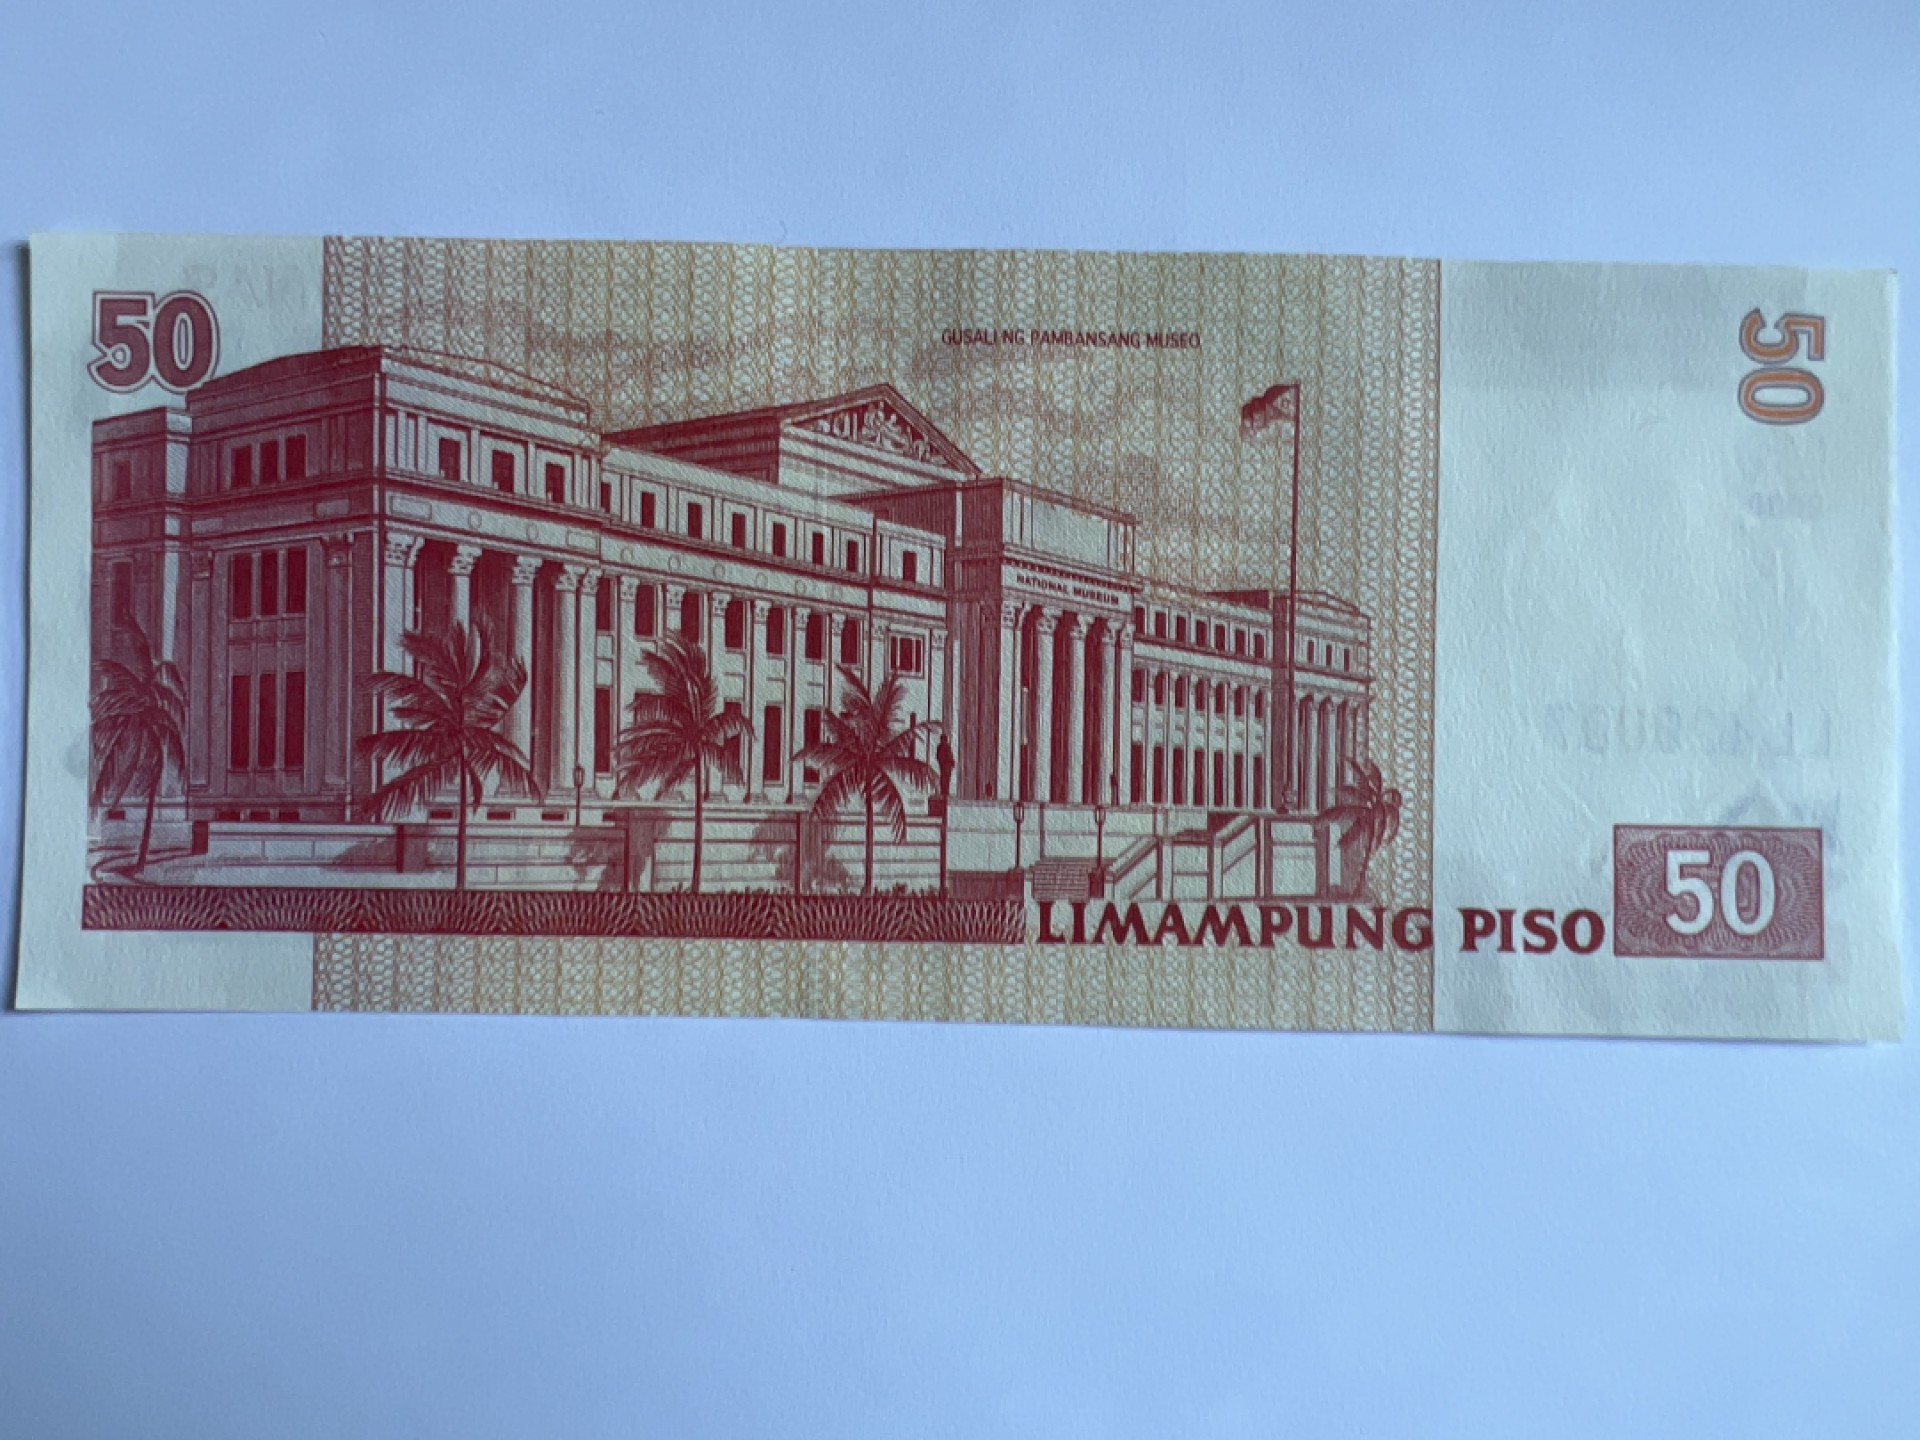 50
GUSALI NG PAMBANSANG MUSEO
50
NATIONAL MUSEUM
LIMAMPUNG PISO
50